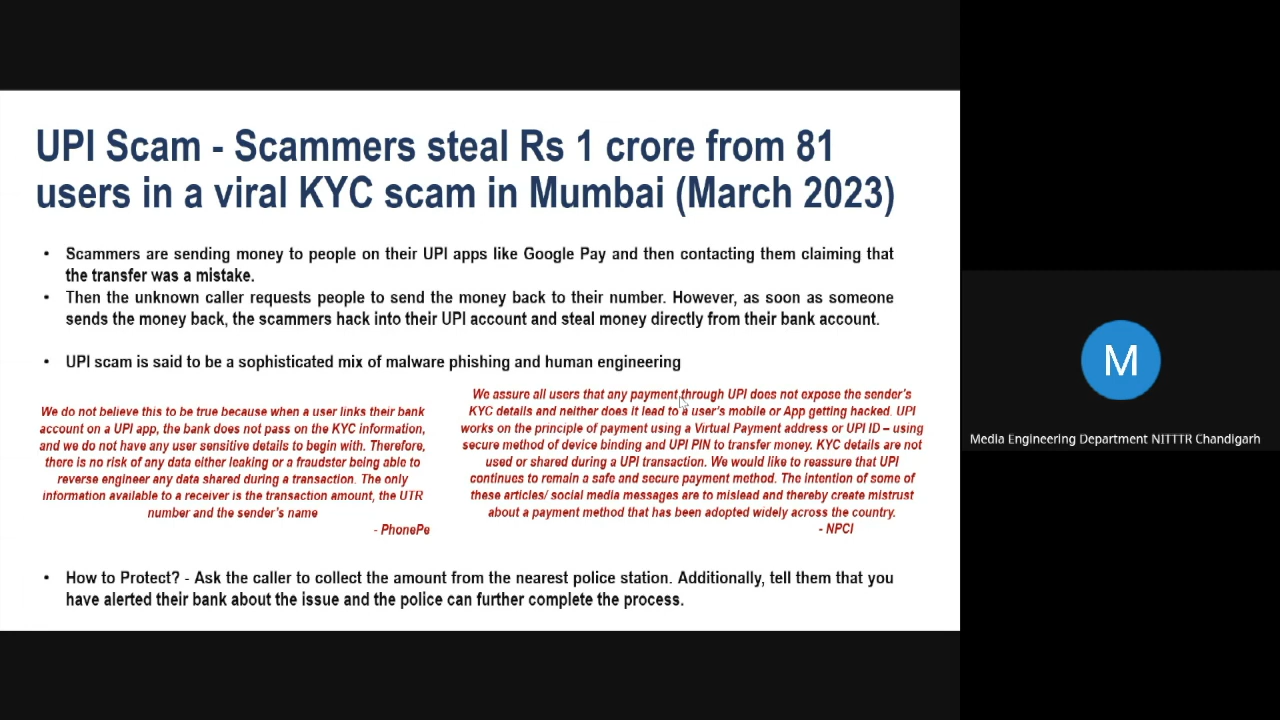 UPI Scam - Scammers steal Rs 1 crore from 81
users in a viral KYC scam in Mumbai (March 2023)
• Scammers are sending money to people on their UPI apps like Google Pay and then contacting them claiming that
the transfer was a mistake.
• Then the unknown caller requests people to send the money back to their number. However, as soon as someone
sends the money back, the scammers hack into their UPI account and steal money directly from their bank account.
• UPI scam is said to be a sophisticated mix of malware phishing and human engineering
We do not believe this to be true because when a user links their bank
account on a UPI app, the bank does not pass on the KYC information,
and we do not have any user sensitive details to begin with. Therefore,
there is no risk of any data either leaking or a fraudster being able to
reverse engineer any data shared during a transaction. The only
information available to a receiver is the transaction amount, the UTR
number and the sender's name
- PhonePe
We assure all users that any payment through UPI does not expose the sender's
KYC details and neither does it lead to a user's mobile or App getting hacked. UPI
works on the principle of payment using a Virtual Payment address or UPI ID – using
secure method of device binding and UPI PIN to transfer money. KYC details are not
used or shared during a UPI transaction. We would like to reassure that UPI
continues to remain a safe and secure payment method. The intention of some of
these articles/ social media messages are to mislead and thereby create mistrust
about a payment method that has been adopted widely across the country.
- NPCI
• How to Protect? - Ask the caller to collect the amount from the nearest police station. Additionally, tell them that you
have alerted their bank about the issue and the police can further complete the process.
M
Media Engineering Department NITTTR Chandigarh